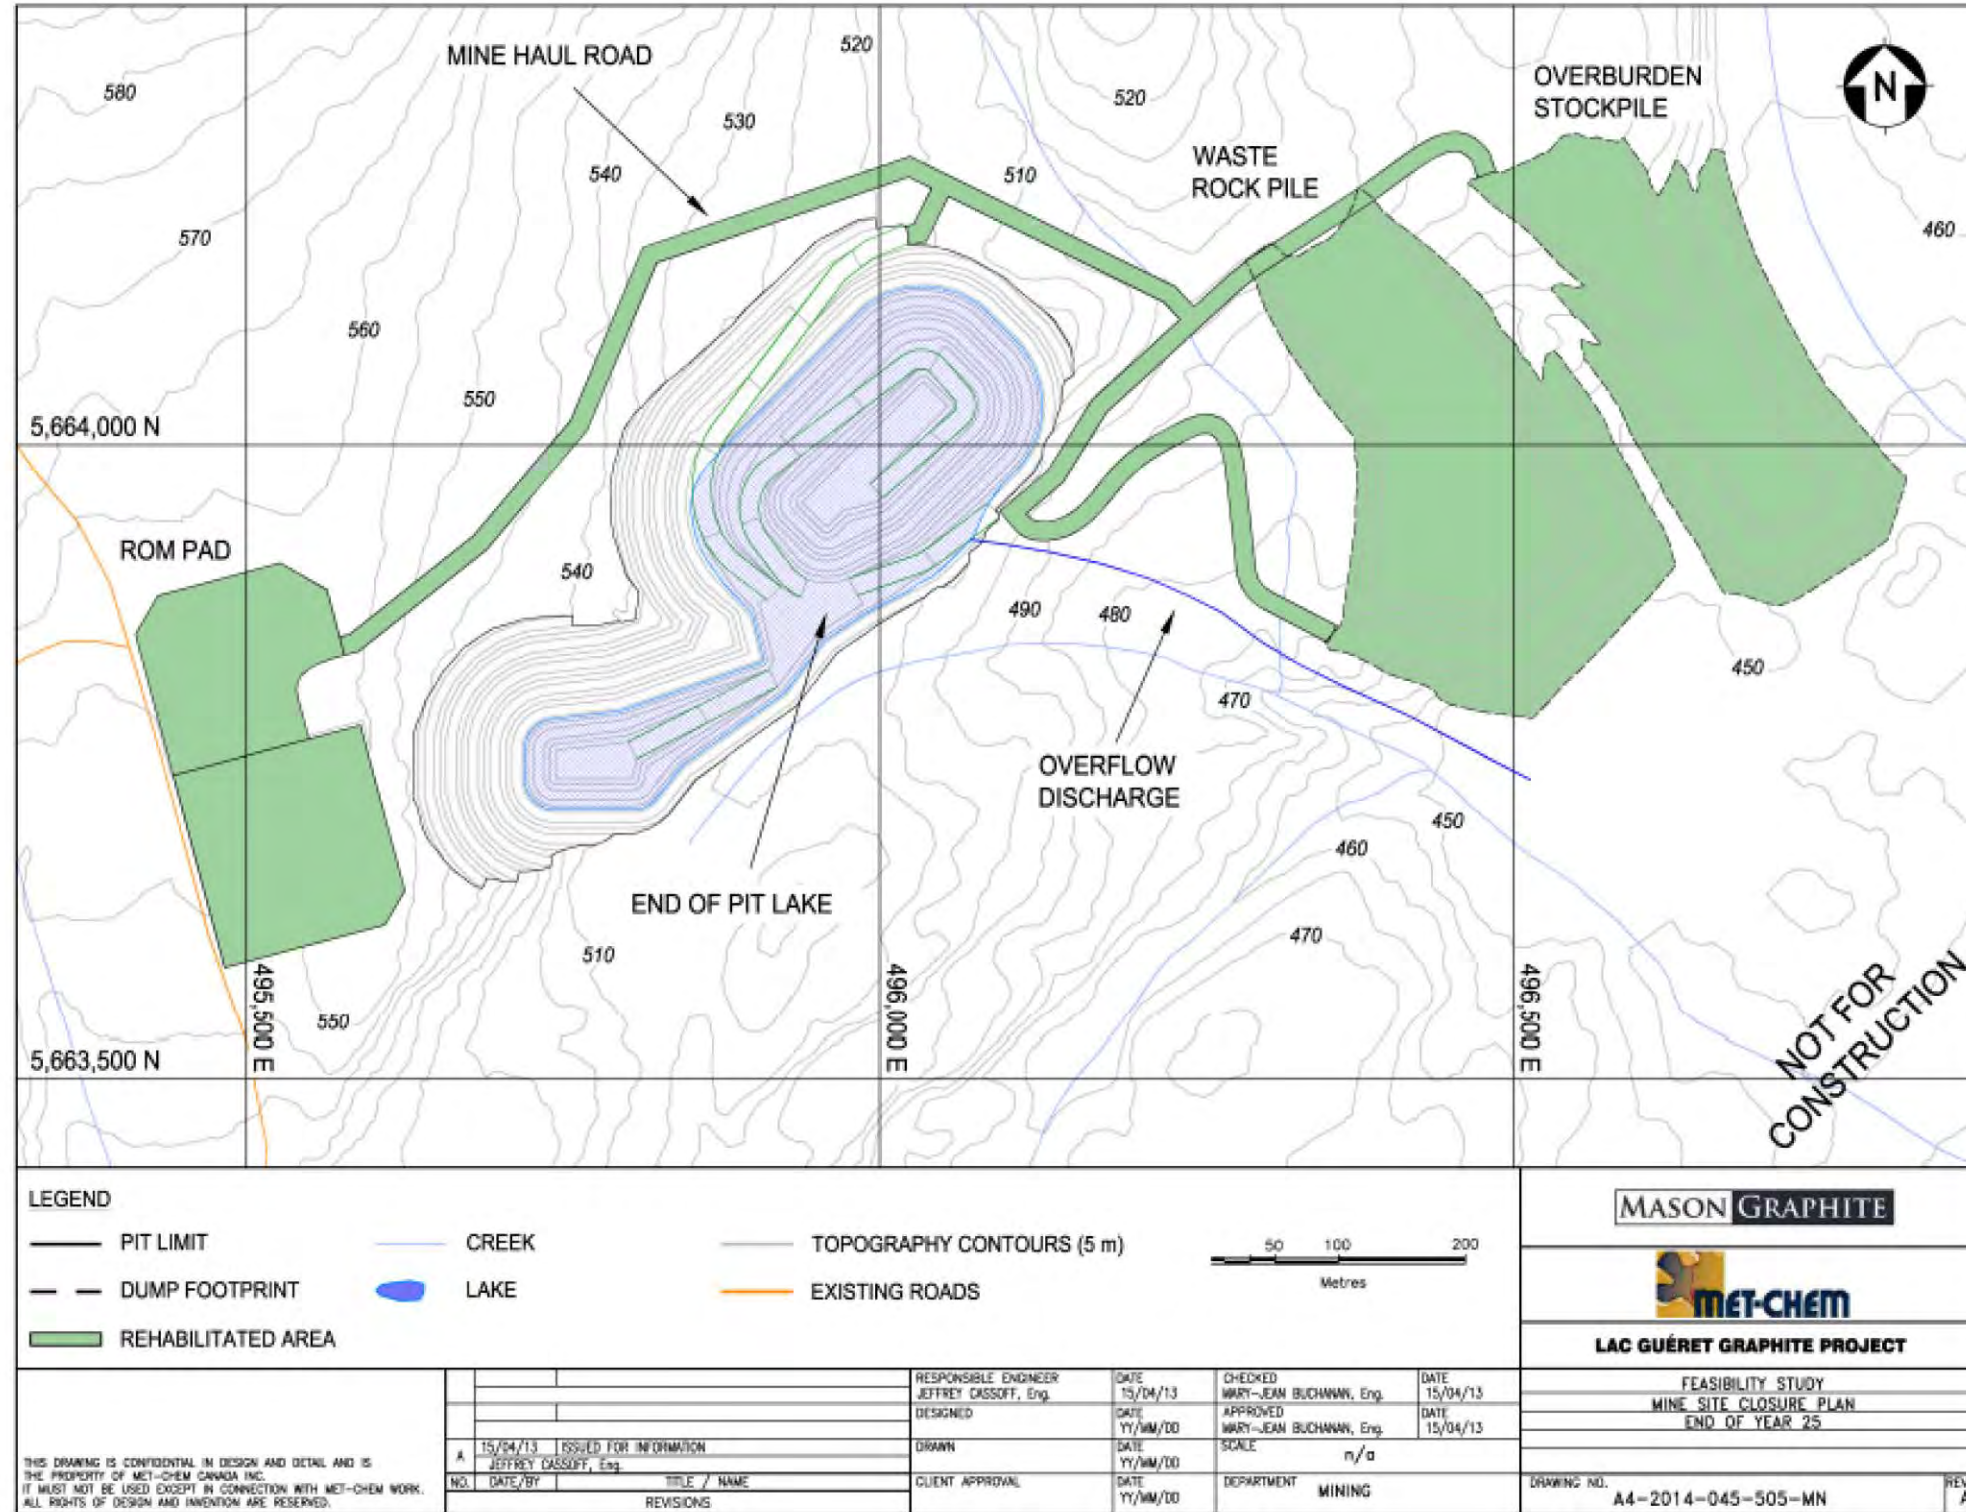 MINE HAUL ROAD
580
520
530
520
540
510
WASTE
ROCK PILE
OVERBURDEN
STOCKPILE
N
570
460
560
550
5,664,000 N
ROM PAD
540
490
480
450
470
OVERFLOW
DISCHARGE
450
460
END OF PIT LAKE
510
470
550
495,500 E
496,000 E
496,500 E
5,663,500 N
NOT FOR
CONSTRUCTION
LEGEND
PIT LIMIT
CREEK
TOPOGRAPHY CONTOURS (5 m)
DUMP FOOTPRINT
LAKE
EXISTING ROADS
REHABILITATED AREA
50 100 200
Metres
MASON GRAPHITE
MET-CHEM
LAC GUÉRET GRAPHITE PROJECT
FEASIBILITY STUDY
MINE SITE CLOSURE PLAN
END OF YEAR 25
DRAWING NO.
A4-2014-045-505-MN
REV
A
RESPONSIBLE ENGINEER
JEFFREY CASSOFF, Eng.
DATE
15/04/13
CHECKED
MARY-JEAN BUCHANAN, Eng.
DATE
15/04/13
DESIGNED
DATE
YY/MM/DD
APPROVED
MARY-JEAN BUCHANAN, Eng.
DATE
15/04/13
DRAWN
DATE
YY/MM/DD
SCALE
n/a
CLIENT APPROVAL
DATE
YY/MM/DD
DEPARTMENT
MINING
A 15/04/13 ISSUED FOR INFORMATION
JEFFREY CASSOFF, Eng.
NO. DATE/BY TITLE / NAME
REVISIONS
THIS DRAWING IS CONFIDENTIAL IN DESIGN AND DETAIL AND IS
THE PROPERTY OF MET-CHEM CANADA INC.
IT MUST NOT BE USED EXCEPT IN CONNECTION WITH MET-CHEM WORK.
ALL RIGHTS OF DESIGN AND INVENTION ARE RESERVED.